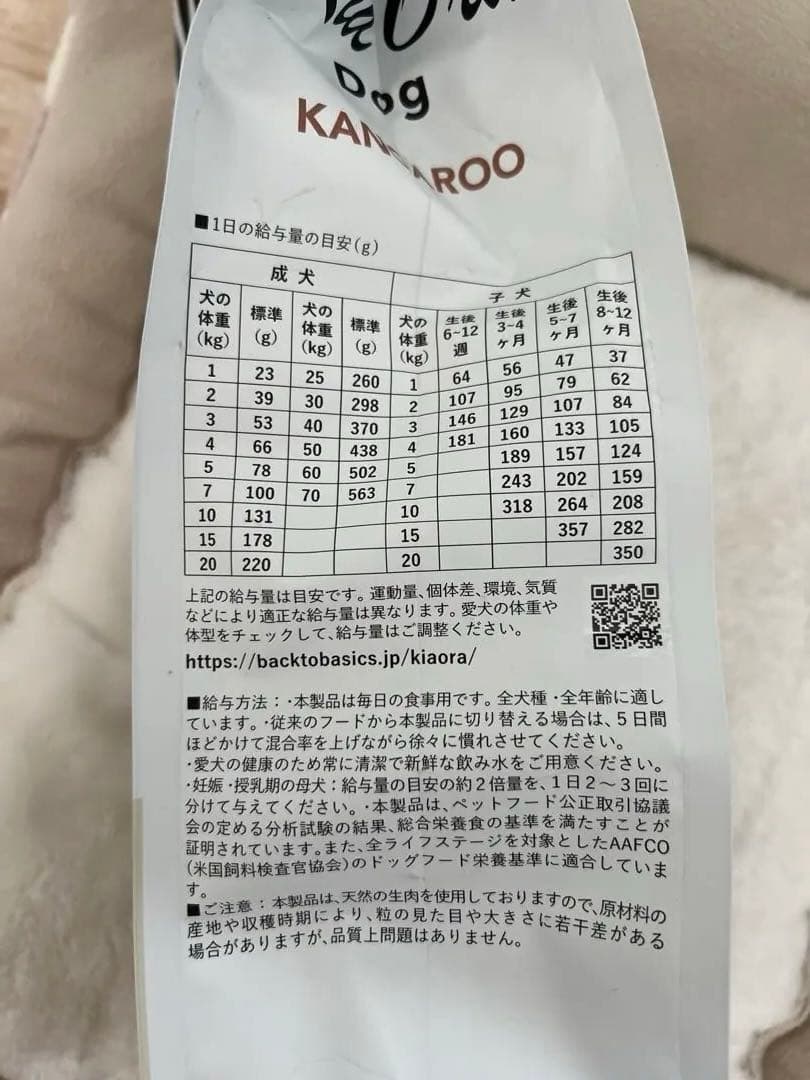 Dog
KANGAROO
■1日の給与量の目安(g)
成犬 子犬
犬の体重(kg) 標準(g) 犬の体重(kg) 標準(g) 犬の体重(kg) 生後6~12週 生後3~4ヶ月 生後5~7ヶ月 生後8~12ヶ月
1 23 25 260 1 64 56 47 37
2 39 30 298 2 107 95 79 62
3 53 40 370 3 146 129 107 84
4 66 50 438 4 181 160 133 105
5 78 60 502 5 189 157 124
7 100 70 563 7 243 202 159
10 131 10 318 264 208
15 178 15 357 282
20 220 20 350
上記の給与量は目安です。運動量、個体差、環境、気質
などにより適正な給与量は異なります。愛犬の体重や
体型をチェックして、給与量はご調整ください。
https://backtobasics.jp/kiaora/
■給与方法：・本製品は毎日の食事用です。全犬種・全年齢に適し
ています。・従来のフードから本製品に切り替える場合は、5日間
ほどかけて混合率を上げながら徐々に慣れさせてください。
・愛犬の健康のため常に清潔で新鮮な飲み水をご用意ください。
・妊娠・授乳期の母犬：給与量の目安の約2倍量を、1日2～3回に
分けて与えてください。・本製品は、ペットフード公正取引協議
会の定める分析試験の結果、総合栄養食の基準を満たすことが
証明されています。また、全ライフステージを対象としたAAFCO
(米国飼料検査官協会)のドッグフード栄養基準に適合していま
す。
■ご注意：本製品は、天然の生肉を使用しておりますので、原材料の
産地や収穫時期により、粒の見た目や大きさに若干差がある
場合がありますが、品質上問題はありません。